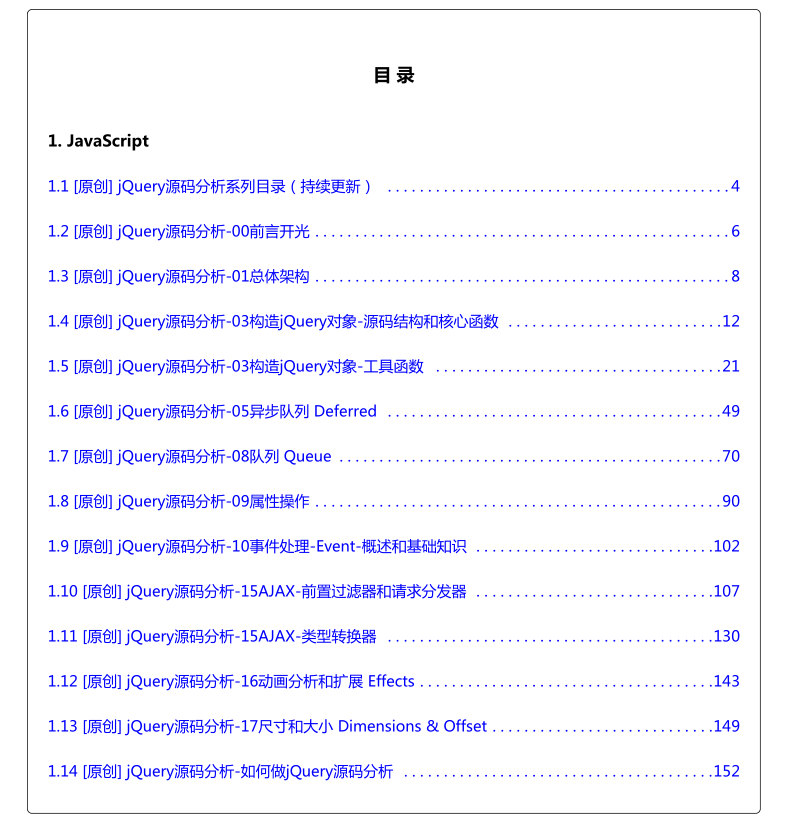 目 录
1. JavaScript
1.1 [原创] jQuery源码分析系列目录（持续更新） . . . . . . . . . . . . . . . . . . . . . . . . . . . . . . . . . . . . . . . . . . . 4
1.2 [原创] jQuery源码分析-00前言开光 . . . . . . . . . . . . . . . . . . . . . . . . . . . . . . . . . . . . . . . . . . . . . . . . . . . . 6
1.3 [原创] jQuery源码分析-01总体架构 . . . . . . . . . . . . . . . . . . . . . . . . . . . . . . . . . . . . . . . . . . . . . . . . . . . . 8
1.4 [原创] jQuery源码分析-03构造jQuery对象-源码结构和核心函数 . . . . . . . . . . . . . . . . . . . . . . . . . . . 12
1.5 [原创] jQuery源码分析-03构造jQuery对象-工具函数 . . . . . . . . . . . . . . . . . . . . . . . . . . . . . . . . . . . . 21
1.6 [原创] jQuery源码分析-05异步队列 Deferred . . . . . . . . . . . . . . . . . . . . . . . . . . . . . . . . . . . . . . . . . . 49
1.7 [原创] jQuery源码分析-08队列 Queue . . . . . . . . . . . . . . . . . . . . . . . . . . . . . . . . . . . . . . . . . . . . . . . . 70
1.8 [原创] jQuery源码分析-09属性操作 . . . . . . . . . . . . . . . . . . . . . . . . . . . . . . . . . . . . . . . . . . . . . . . . . . . 90
1.9 [原创] jQuery源码分析-10事件处理-Event-概述和基础知识 . . . . . . . . . . . . . . . . . . . . . . . . . . . . . . 102
1.10 [原创] jQuery源码分析-15AJAX-前置过滤器和请求分发器 . . . . . . . . . . . . . . . . . . . . . . . . . . . . . . 107
1.11 [原创] jQuery源码分析-15AJAX-类型转换器 . . . . . . . . . . . . . . . . . . . . . . . . . . . . . . . . . . . . . . . . . 130
1.12 [原创] jQuery源码分析-16动画分析和扩展 Effects . . . . . . . . . . . . . . . . . . . . . . . . . . . . . . . . . . . . . 143
1.13 [原创] jQuery源码分析-17尺寸和大小 Dimensions & Offset . . . . . . . . . . . . . . . . . . . . . . . . . . . . 149
1.14 [原创] jQuery源码分析-如何做jQuery源码分析 . . . . . . . . . . . . . . . . . . . . . . . . . . . . . . . . . . . . . . . 152